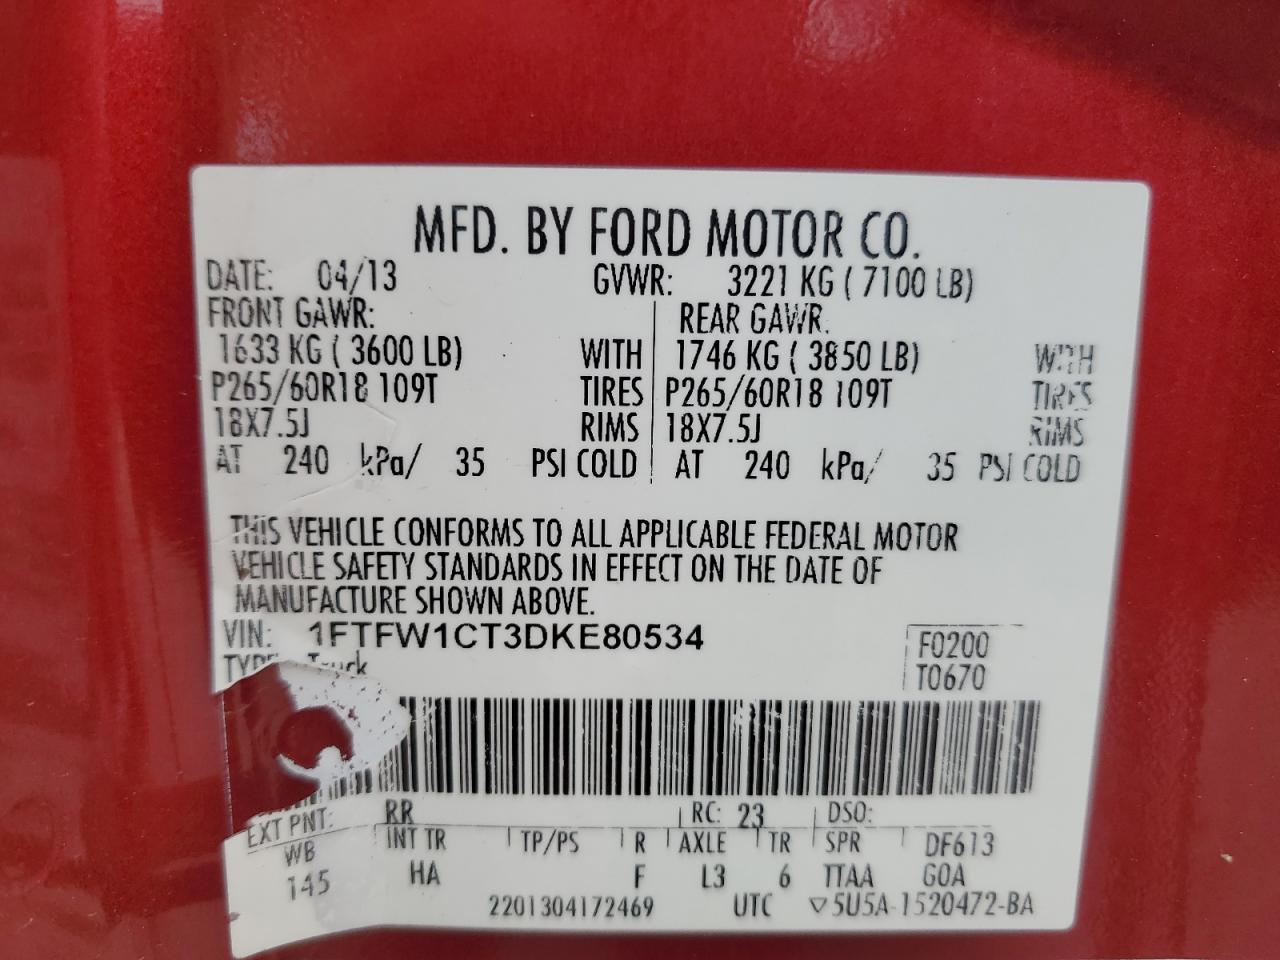 MFD. BY FORD MOTOR CO.
DATE: 04/13 GVWR: 3221 KG ( 7100 LB)
FRONT GAWR: REAR GAWR:
1633 KG ( 3600 LB) WITH 1746 KG ( 3850 LB) WITH
P265/60R18 109T TIRES P265/60R18 109T TIRES
18X7.5J RIMS 18X7.5J RIMS
AT 240 kPa/ 35 PSI COLD AT 240 kPa/ 35 PSI COLD
THIS VEHICLE CONFORMS TO ALL APPLICABLE FEDERAL MOTOR
VEHICLE SAFETY STANDARDS IN EFFECT ON THE DATE OF
MANUFACTURE SHOWN ABOVE.
VIN: 1FTFW1CT3DKE80534 F0200
TYPE: Truck T0670
EXT PNT: RR RC: 23 DSO:
WB INT TR TP/PS R AXLE TR SPR DF613
145 HA F L3 6 TTAA GOA
2201304172469 UTC ▽5U5A-1520472-BA